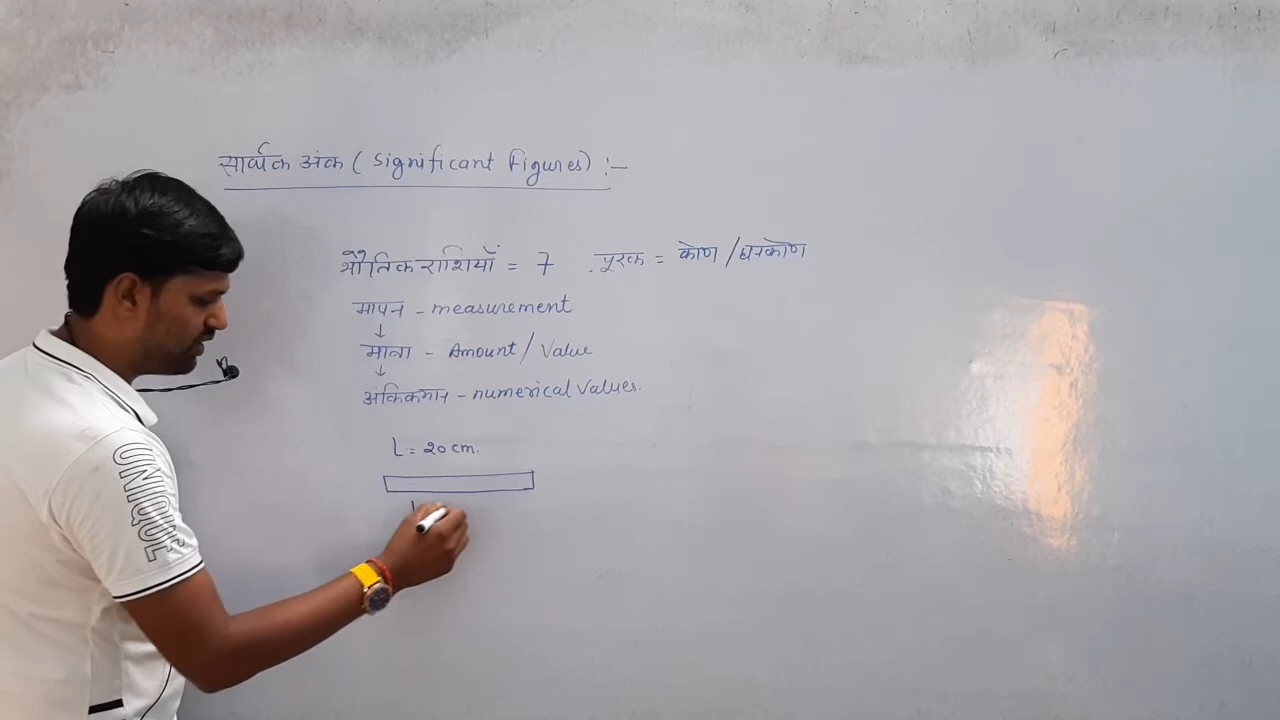 सार्थक अंक ( Significant Figures) :-
भौतिक राशियाँ = 7 पूरक = कोण / घनकोण
मापन - measurement
↓
मात्रा - Amount / Value
↓
अंकिकमान - numerical values.
L = 20 cm.
UNIQUE